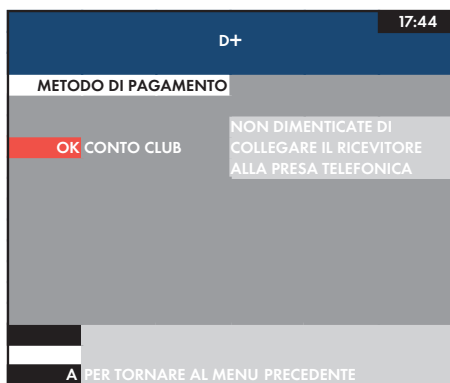 17:44
D+
METODO DI PAGAMENTO
OK CONTO CLUB
NON DIMENTICATE DI
COLLEGARE IL RICEVITORE
ALLA PRESA TELEFONICA
A PER TORNARE AL MENU PRECEDENTE